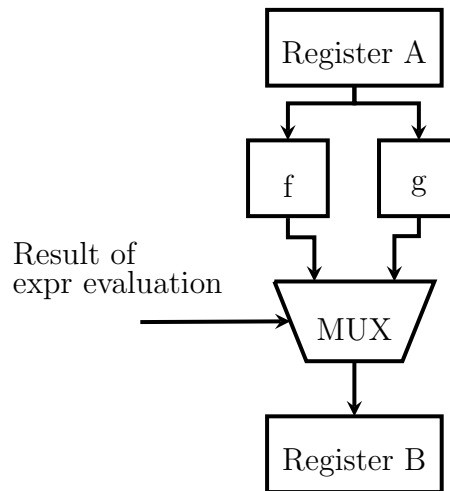 Register A
f
g
Result of
expr evaluation
MUX
Register B